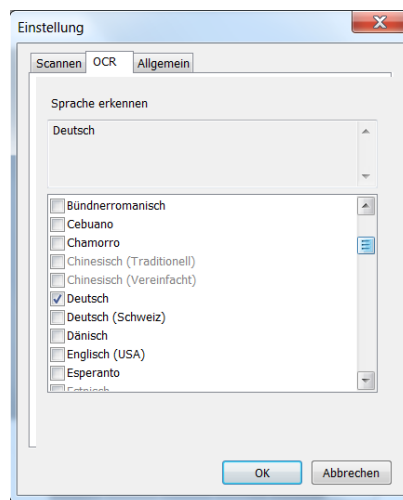 Einstellung
Scannen OCR Allgemein
Sprache erkennen
Deutsch
Bündnerromanisch
Cebuano
Chamorro
Chinesisch (Traditionell)
Chinesisch (Vereinfacht)
Deutsch
Deutsch (Schweiz)
Dänisch
Englisch (USA)
Esperanto
OK Abbrechen